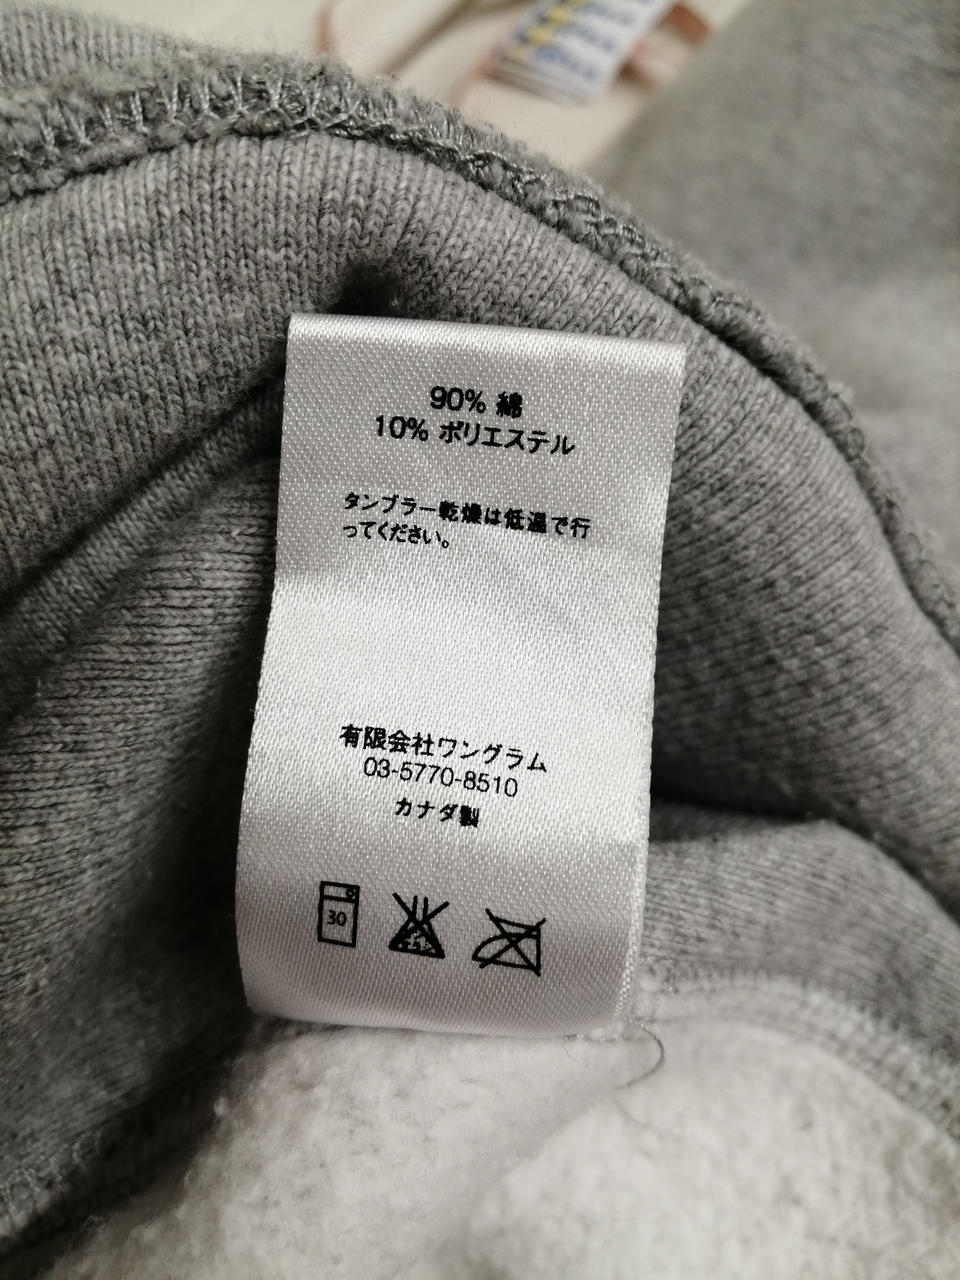 90% 綿
10% ポリエステル
タンブラー乾燥は低温で行
ってください。
有限会社ワングラム
03-5770-8510
カナダ製
30